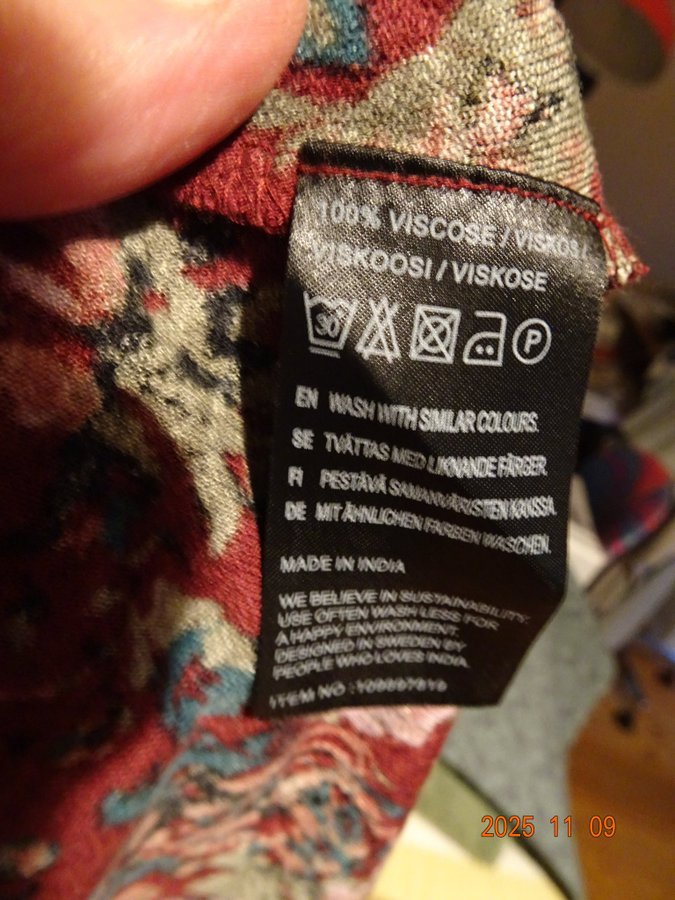 100% VISCOSE / VISKOS /
VISKOOSI / VISKOSE
30 P
EN WASH WITH SIMILAR COLOURS.
SE TVÄTTAS MED LIKNANDE FÄRGER.
FI PESTÄVÄ SAMANVÄRISTEN KANSSA.
DE MIT ÄHNLICHEN FARBEN WASCHEN.
MADE IN INDIA
WE BELIEVE IN SUSTAINABILITY.
USE OFTEN WASH LESS FOR
A HAPPY ENVIRONMENT.
DESIGNED IN SWEDEN BY
PEOPLE WHO LOVES INDIA.
ITEM NO :
2025 11 09